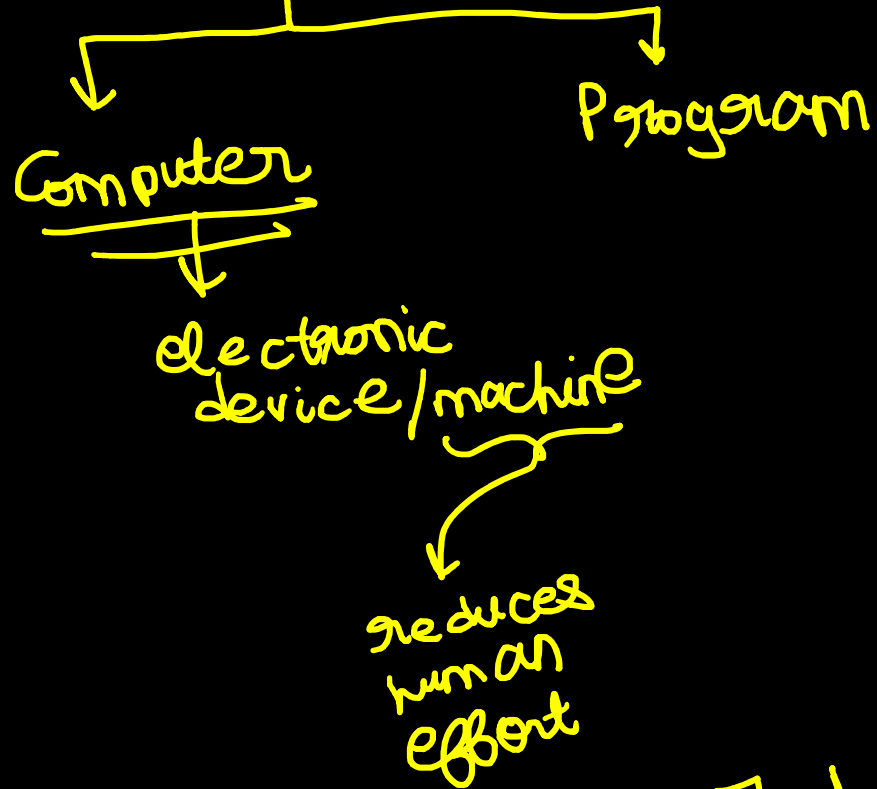 Computer
Program
electronic
device/machine
reduces
human
effort